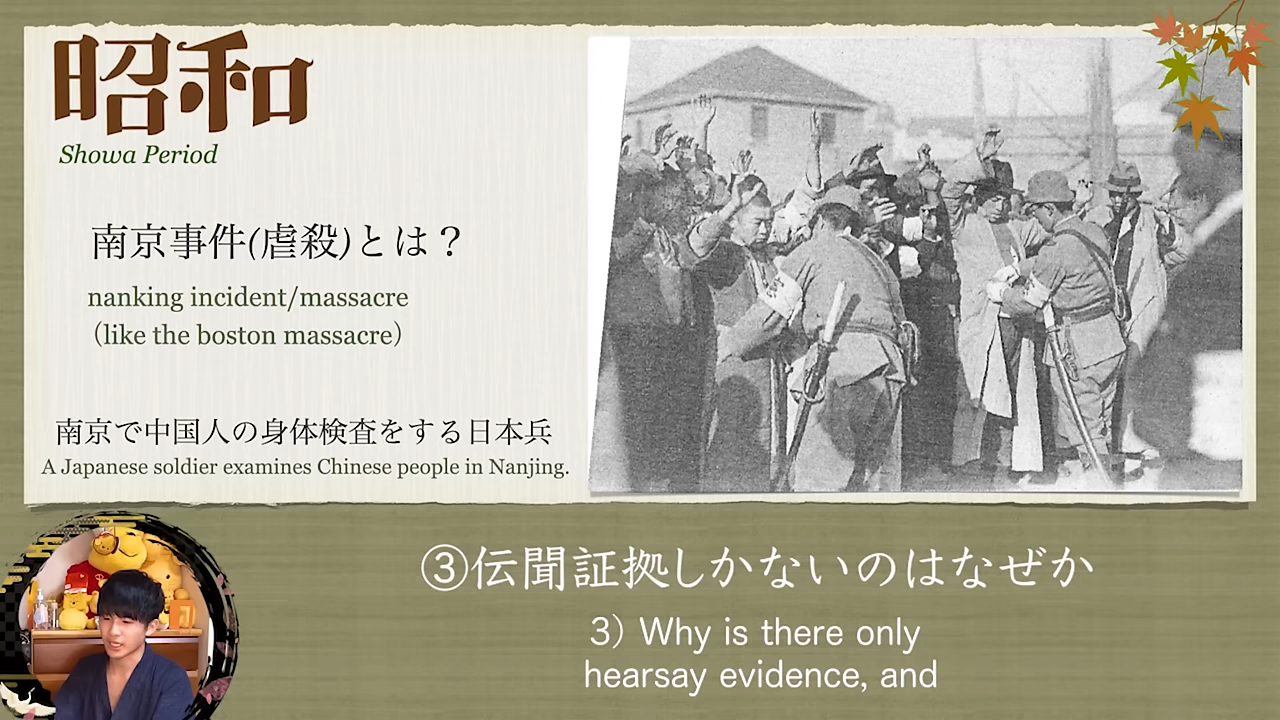 昭和
Showa Period
南京事件(虐殺)とは？
nanking incident/massacre
（like the boston massacre）
南京で中国人の身体検査をする日本兵
A Japanese soldier examines Chinese people in Nanjing.
③伝聞証拠しかないのはなぜか
3) Why is there only
hearsay evidence, and